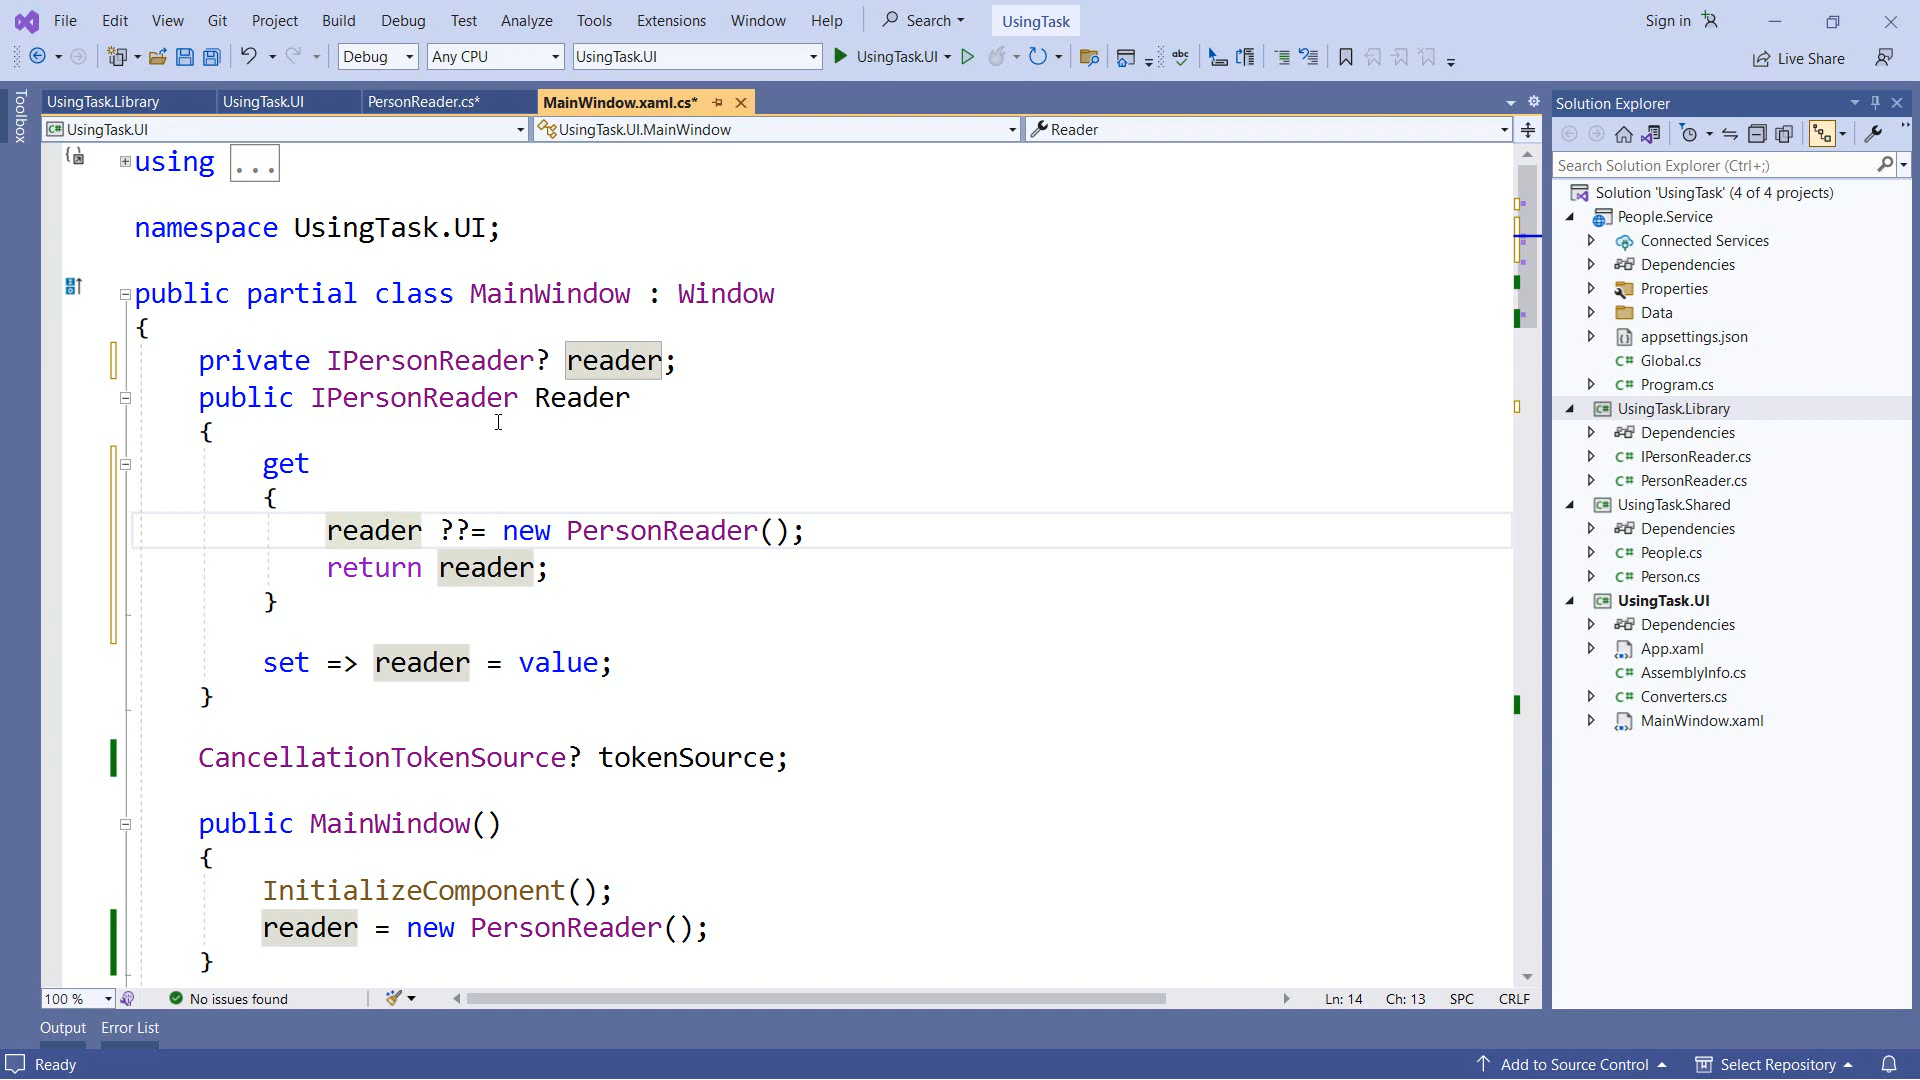 File Edit View Git Project Build Debug Test Analyze Tools Extensions Window Help Search UsingTask Sign in
Debug Any CPU UsingTask.UI UsingTask.UI abc Live Share
Toolbox
UsingTask.Library UsingTask.UI PersonReader.cs* MainWindow.xaml.cs*
UsingTask.UI UsingTask.UI.MainWindow Reader
using ...
namespace UsingTask.UI;
public partial class MainWindow : Window
{
private IPersonReader? reader;
public IPersonReader Reader
{
get
{
reader ??= new PersonReader();
return reader;
}
set => reader = value;
}
CancellationTokenSource? tokenSource;
public MainWindow()
{
InitializeComponent();
reader = new PersonReader();
}
100 % No issues found Ln: 14 Ch: 13 SPC CRLF
Solution Explorer
Search Solution Explorer (Ctrl+;)
Solution 'UsingTask' (4 of 4 projects)
People.Service
Connected Services
Dependencies
Properties
Data
appsettings.json
C# Global.cs
C# Program.cs
C# UsingTask.Library
Dependencies
C# IPersonReader.cs
C# PersonReader.cs
C# UsingTask.Shared
Dependencies
C# People.cs
C# Person.cs
C# UsingTask.UI
Dependencies
App.xaml
C# AssemblyInfo.cs
C# Converters.cs
MainWindow.xaml
Output Error List
Ready Add to Source Control Select Repository